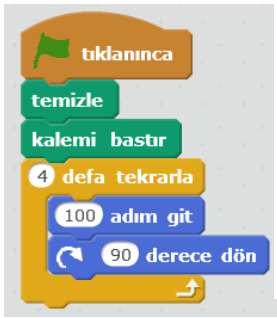 tıklanınca
temizle
kalemi bastır
4 defa tekrarla
100 adım git
90 derece dön